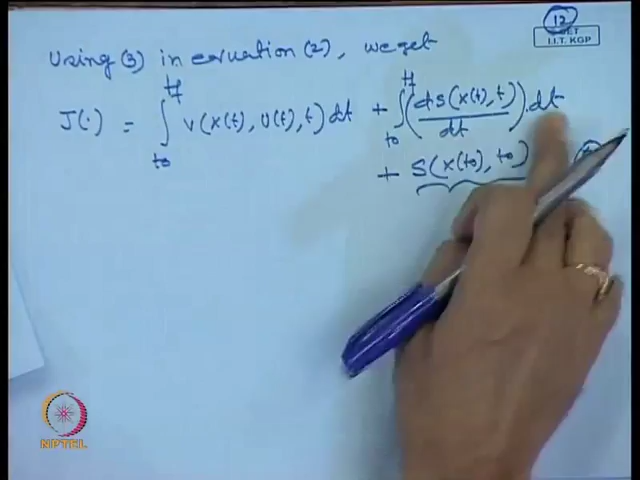 12
I.I.T. KGP
Using (3) in equation (2), we get
J(.) = ∫_{t0}^{tf} V(x(t), u(t), t) dt + ∫_{t0}^{tf} (ds(x(t), t)/dt) dt
+ S(x(t0), t0)
NPTEL